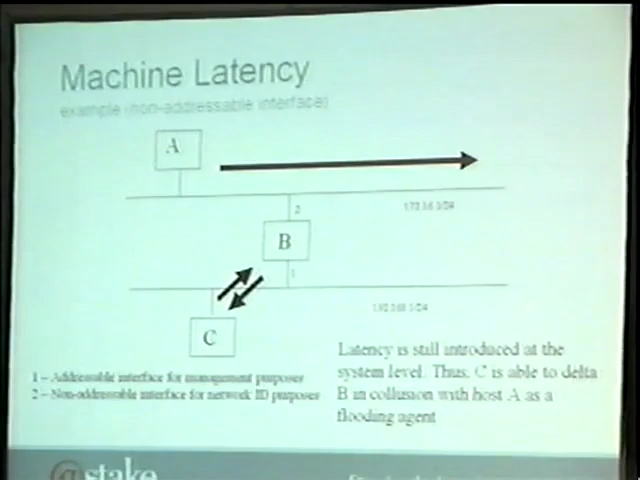 Machine Latency
example (non-addressable interface)
A
2
B
1
C
Latency is still introduced at the
system level. Thus, C is able to delta
B in collusion with host A as a
flooding agent
1 – Addressable interface for management purposes
2 – Non-addressable interface for network ID purposes
@stake